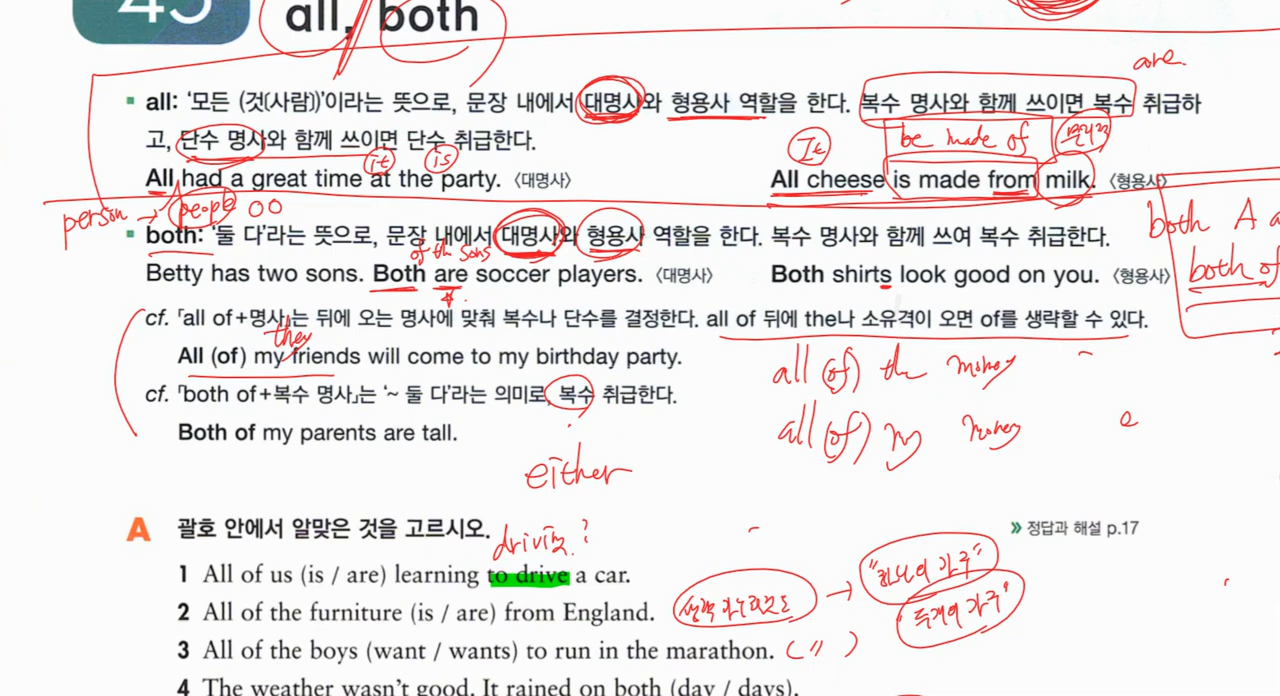 45 all, both
are.
all: '모든 (것[사람])'이라는 뜻으로, 문장 내에서 대명사와 형용사 역할을 한다. 복수 명사와 함께 쓰이면 복수 취급하
고, 단수 명사와 함께 쓰이면 단수 취급한다.
be made of
it is It
All had a great time at the party. 〈대명사〉 All cheese is made from milk. 〈형용사〉
person → people
both: '둘 다'라는 뜻으로, 문장 내에서 대명사와 형용사 역할을 한다. 복수 명사와 함께 쓰여 복수 취급한다.
both A
of the sons
Betty has two sons. Both are soccer players. 〈대명사〉 Both shirts look good on you. 〈형용사〉
both of
cf. 「all of+명사」는 뒤에 오는 명사에 맞춰 복수나 단수를 결정한다. all of 뒤에 the나 소유격이 오면 of를 생략할 수 있다.
they
All (of) my friends will come to my birthday party.
all (of) the money
cf. 「both of+복수 명사」는 '~ 둘 다'라는 의미로, 복수 취급한다.
Both of my parents are tall.
all (of) my money
either
A 괄호 안에서 알맞은 것을 고르시오.
» 정답과 해설 p.17
driving?
1 All of us (is / are) learning to drive a car.
2 All of the furniture (is / are) from England.
3 All of the boys (want / wants) to run in the marathon. ( 〃 )
4 The weather wasn't good. It rained on both (day / days).